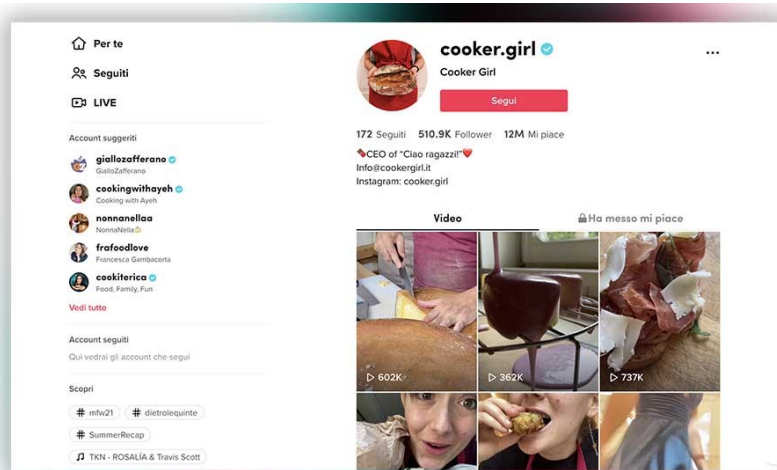 Per te
Seguiti
LIVE
Account suggeriti
giallozafferano
GialloZafferano
cookingwithayeh
Cooking with Ayeh
nonnanellaa
NonnaNella
frafoodlove
Francesca Gambacorta
cookiterica
Food, Family, Fun
Vedi tutto
Account seguiti
Qui vedrai gli account che segui
Scopri
# mfw21 # dietrolequinte
# SummerRecap
TKN - ROSALÍA & Travis Scott
cooker.girl
...
Cooker Girl
Segui
172 Seguiti 510.9K Follower 12M Mi piace
CEO of "Ciao ragazzi!"
Info@cookergirl.it
Instagram: cooker.girl
Video Ha messo mi piace
602K 362K 737K